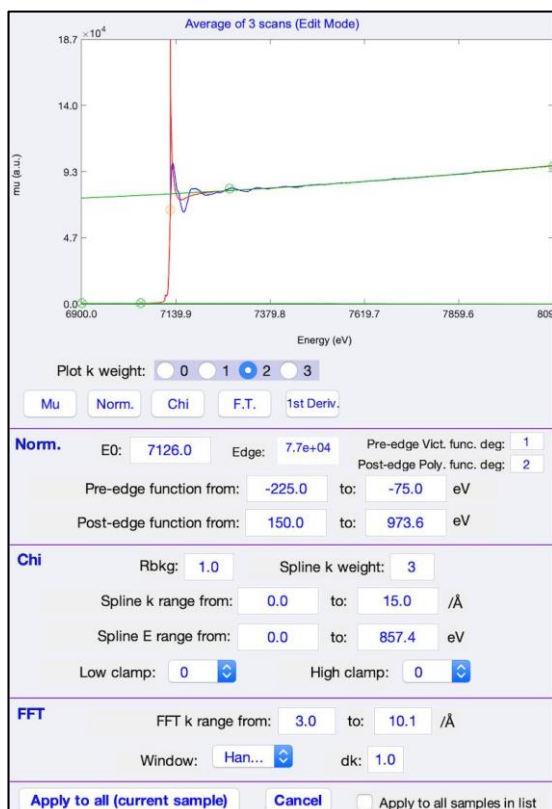 Average of 3 scans (Edit Mode)
18.7
x 10⁴
14.0
9.3
4.7
0.0
mu (a.u.)
6900.0 7139.9 7379.8 7619.7 7859.6 809
Energy (eV)
Plot k weight: 0 1 2 3
Mu Norm. Chi F.T. 1st Deriv.
Norm. E0: 7126.0 Edge: 7.7e+04 Pre-edge Vict. func. deg: 1
Post-edge Poly. func. deg: 2
Pre-edge function from: -225.0 to: -75.0 eV
Post-edge function from: 150.0 to: 973.6 eV
Chi
Rbkg: 1.0 Spline k weight: 3
Spline k range from: 0.0 to: 15.0 /Å
Spline E range from: 0.0 to: 857.4 eV
Low clamp: 0 High clamp: 0
FFT
FFT k range from: 3.0 to: 10.1 /Å
Window: Han... dk: 1.0
Apply to all (current sample) Cancel Apply to all samples in list